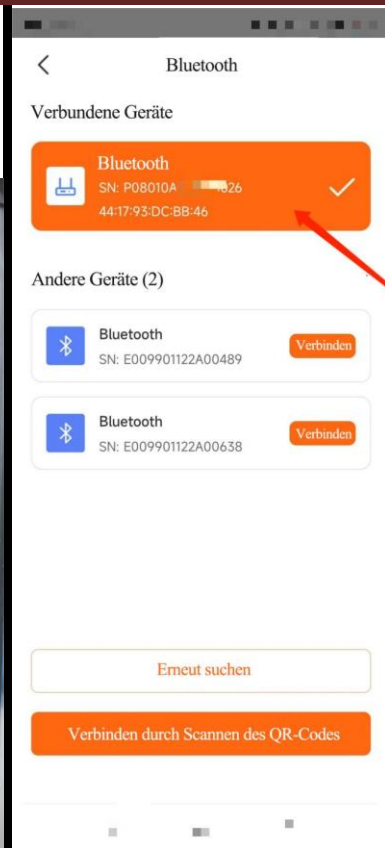 Bluetooth
Verbundene Geräte
Bluetooth
SN: P08010A 26
44:17:93:DC:BB:46
Andere Geräte (2)
Bluetooth
SN: E009901122A00489
Verbinden
Bluetooth
SN: E009901122A00638
Verbinden
Erneut suchen
Verbinden durch Scannen des QR-Codes